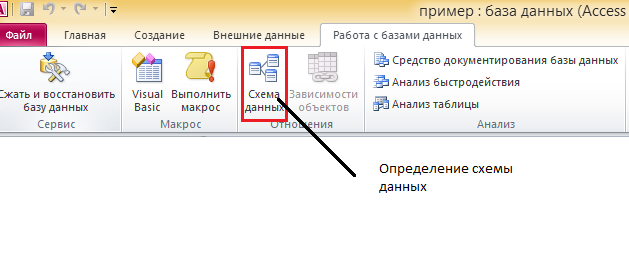 A
пример : база данных (Access
Файл Главная Создание Внешние данные Работа с базами данных
Сжать и восстановить
базу данных
Сервис
Visual
Basic
Выполнить
макрос
Макрос
Схема
данных
Зависимости
объектов
Отношения
Средство документирования базы данных
Анализ быстродействия
Анализ таблицы
Анализ
Определение схемы
данных